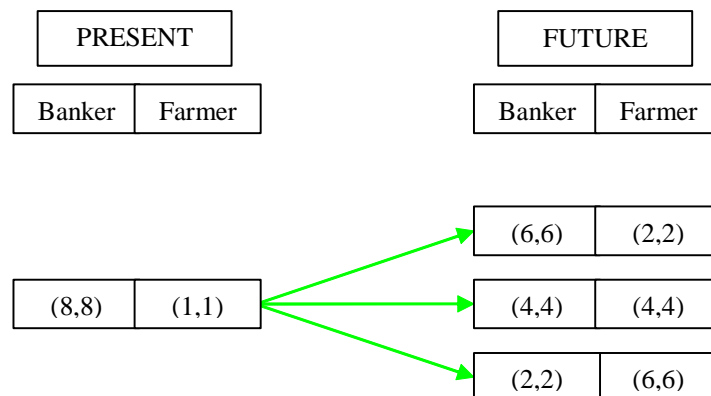 PRESENT FUTURE
Banker Farmer Banker Farmer
(6,6) (2,2)
(8,8) (1,1) (4,4) (4,4)
(2,2) (6,6)